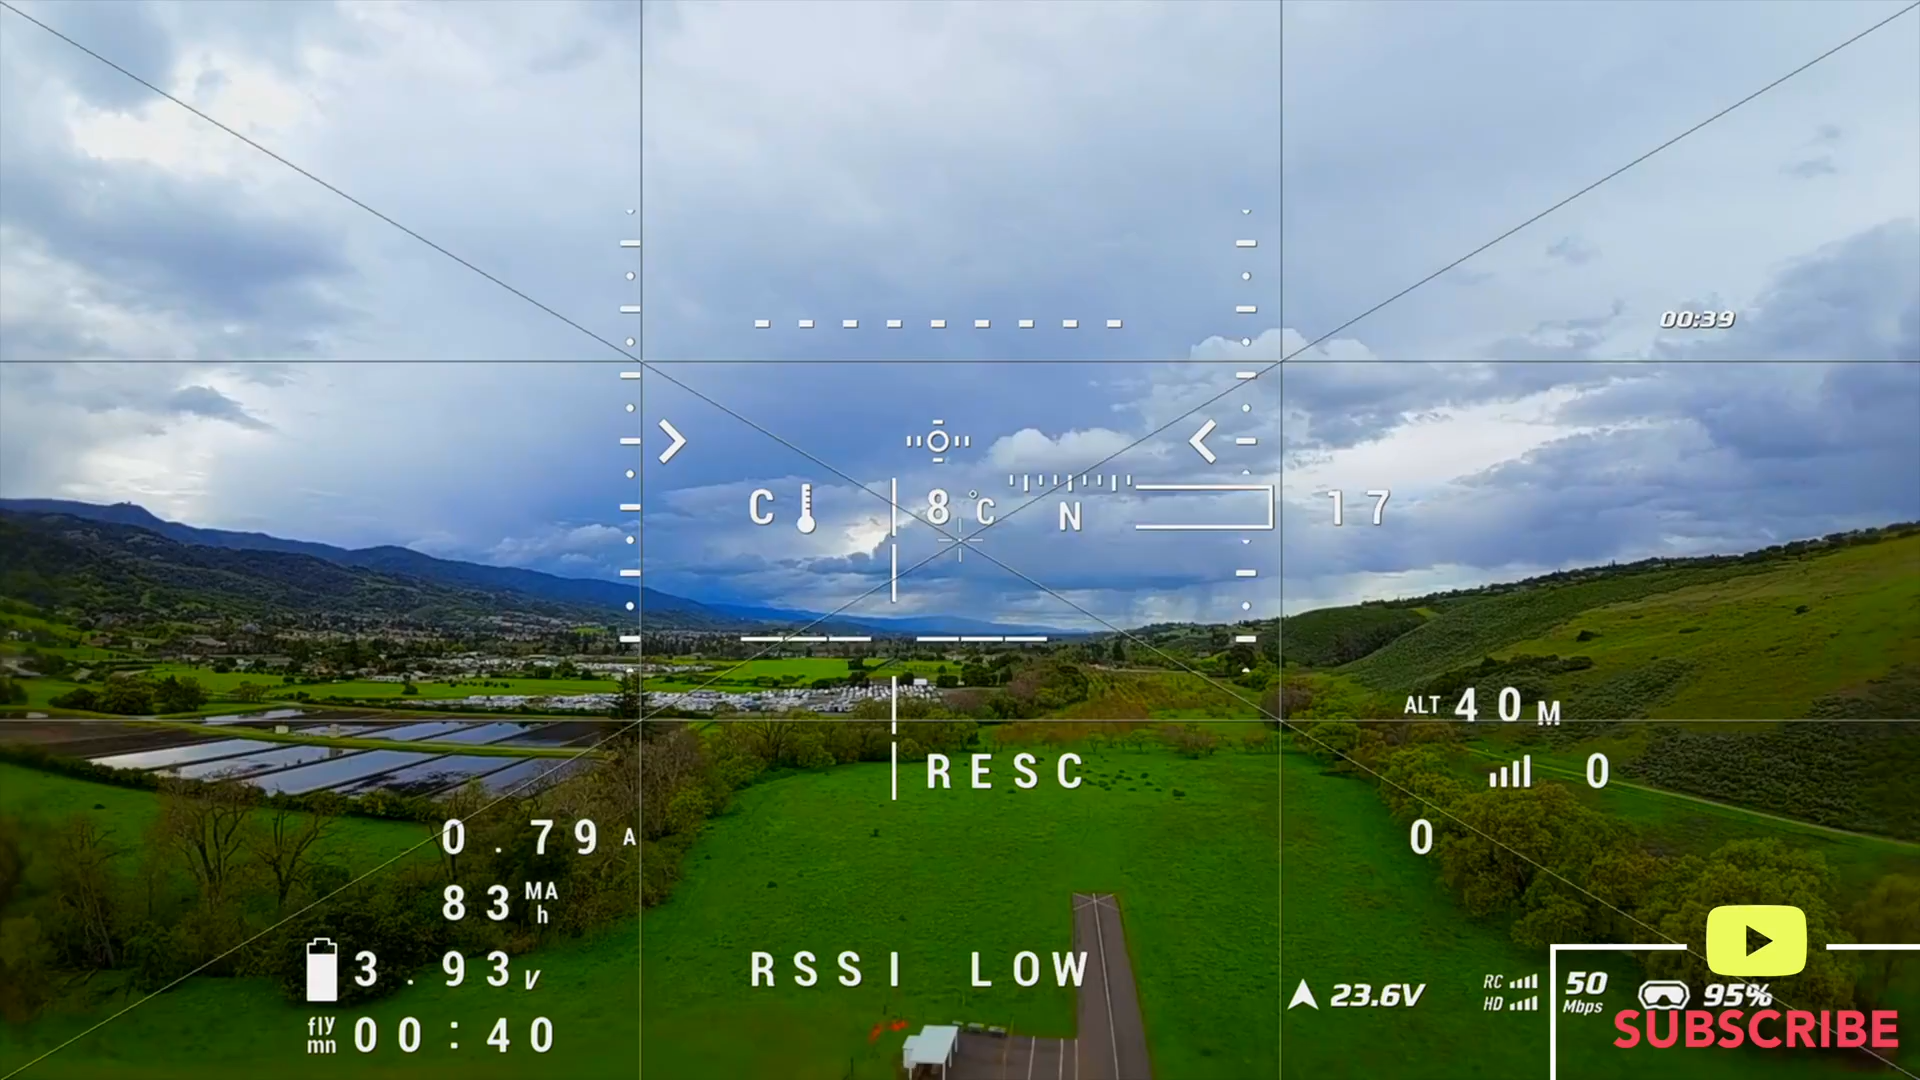 00:39
C 8 °C N 17
ALT 40 M
RESC
0
0.79 A
0
83 MAh
RSSI LOW
3.93 V
23.6V
RC
HD
50 Mbps
95%
SUBSCRIBE
fly mn 00:40